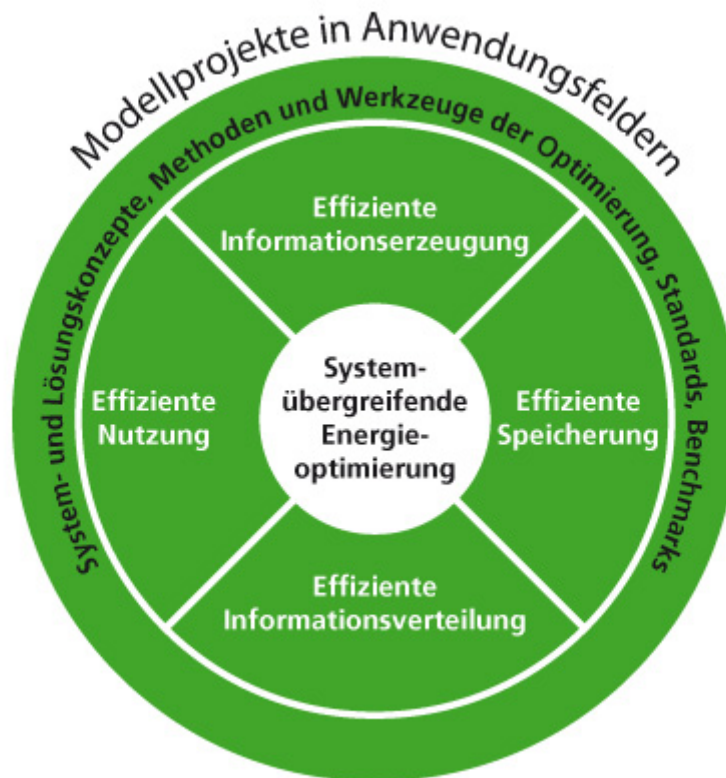 Modellprojekte in Anwendungsfeldern
System- und Lösungskonzepte, Methoden und Werkzeuge der Optimierung, Standards, Benchmarks
Effiziente
Informationserzeugung
Effiziente
Nutzung
System-
übergreifende
Energie-
optimierung
Effiziente
Speicherung
Effiziente
Informationsverteilung